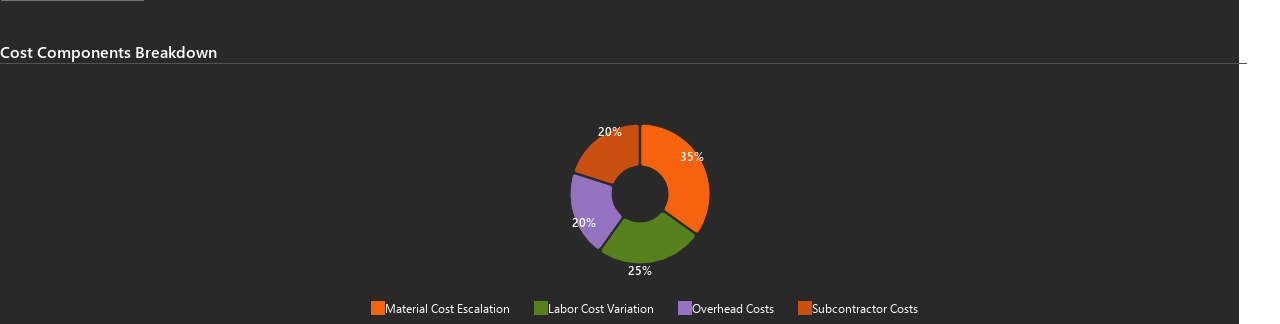 Cost Components Breakdown
20%
35%
20%
25%
Material Cost Escalation
Labor Cost Variation
Overhead Costs
Subcontractor Costs